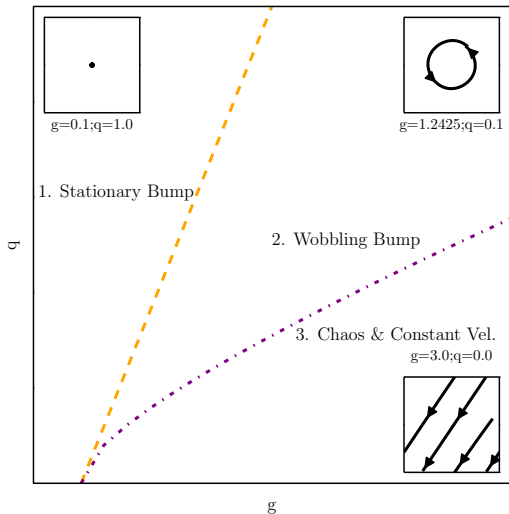 g=0.1;q=1.0
g=1.2425;q=0.1
1. Stationary Bump
2. Wobbling Bump
q
3. Chaos & Constant Vel.
g=3.0;q=0.0
g